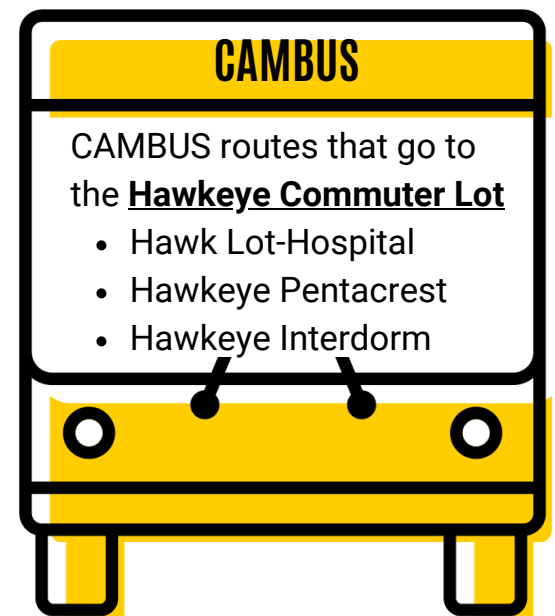 CAMBUS
CAMBUS routes that go to
the Hawkeye Commuter Lot
• Hawk Lot-Hospital
• Hawkeye Pentacrest
• Hawkeye Interdorm